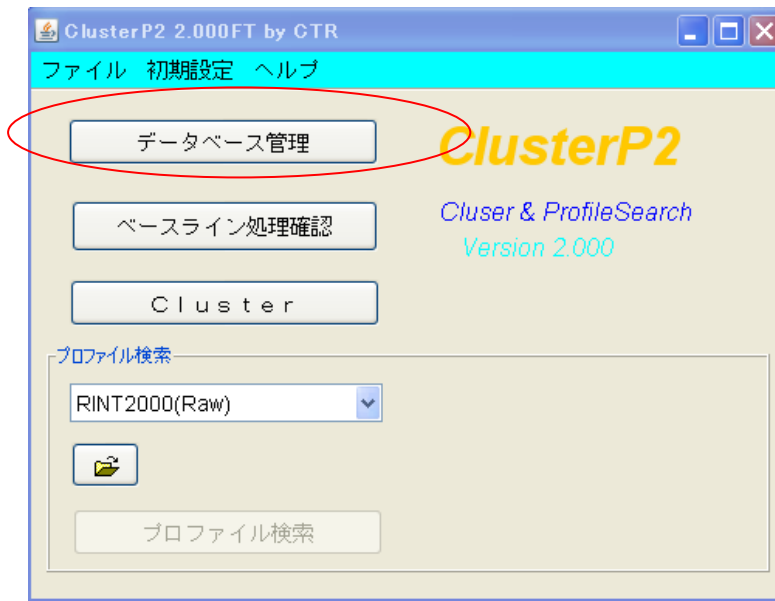 ClusterP2 2.000FT by CTR
ファイル 初期設定 ヘルプ
データベース管理
ClusterP2
ベースライン処理確認
Cluser & ProfileSearch
Version 2.000
Ｃｌｕｓｔｅｒ
プロファイル検索
RINT2000(Raw)
プロファイル検索